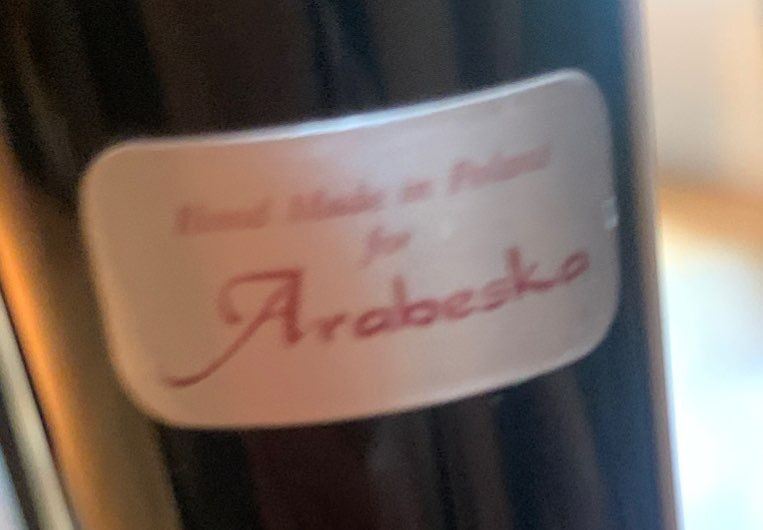 Hand Made in Poland
for
Arabesko